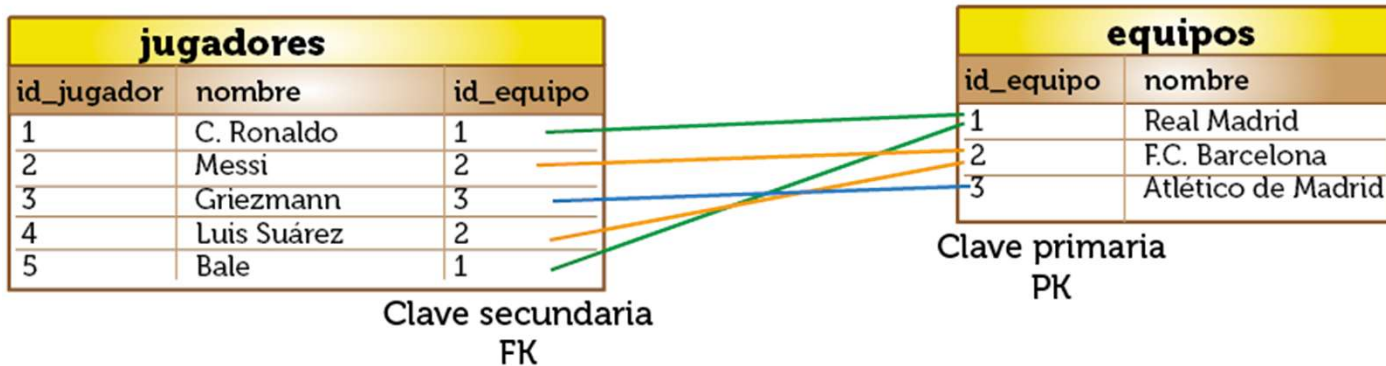 jugadores
id_jugador nombre id_equipo
1 C. Ronaldo 1
2 Messi 2
3 Griezmann 3
4 Luis Suárez 2
5 Bale 1
Clave secundaria
FK
equipos
id_equipo nombre
1 Real Madrid
2 F.C. Barcelona
3 Atlético de Madrid
Clave primaria
PK